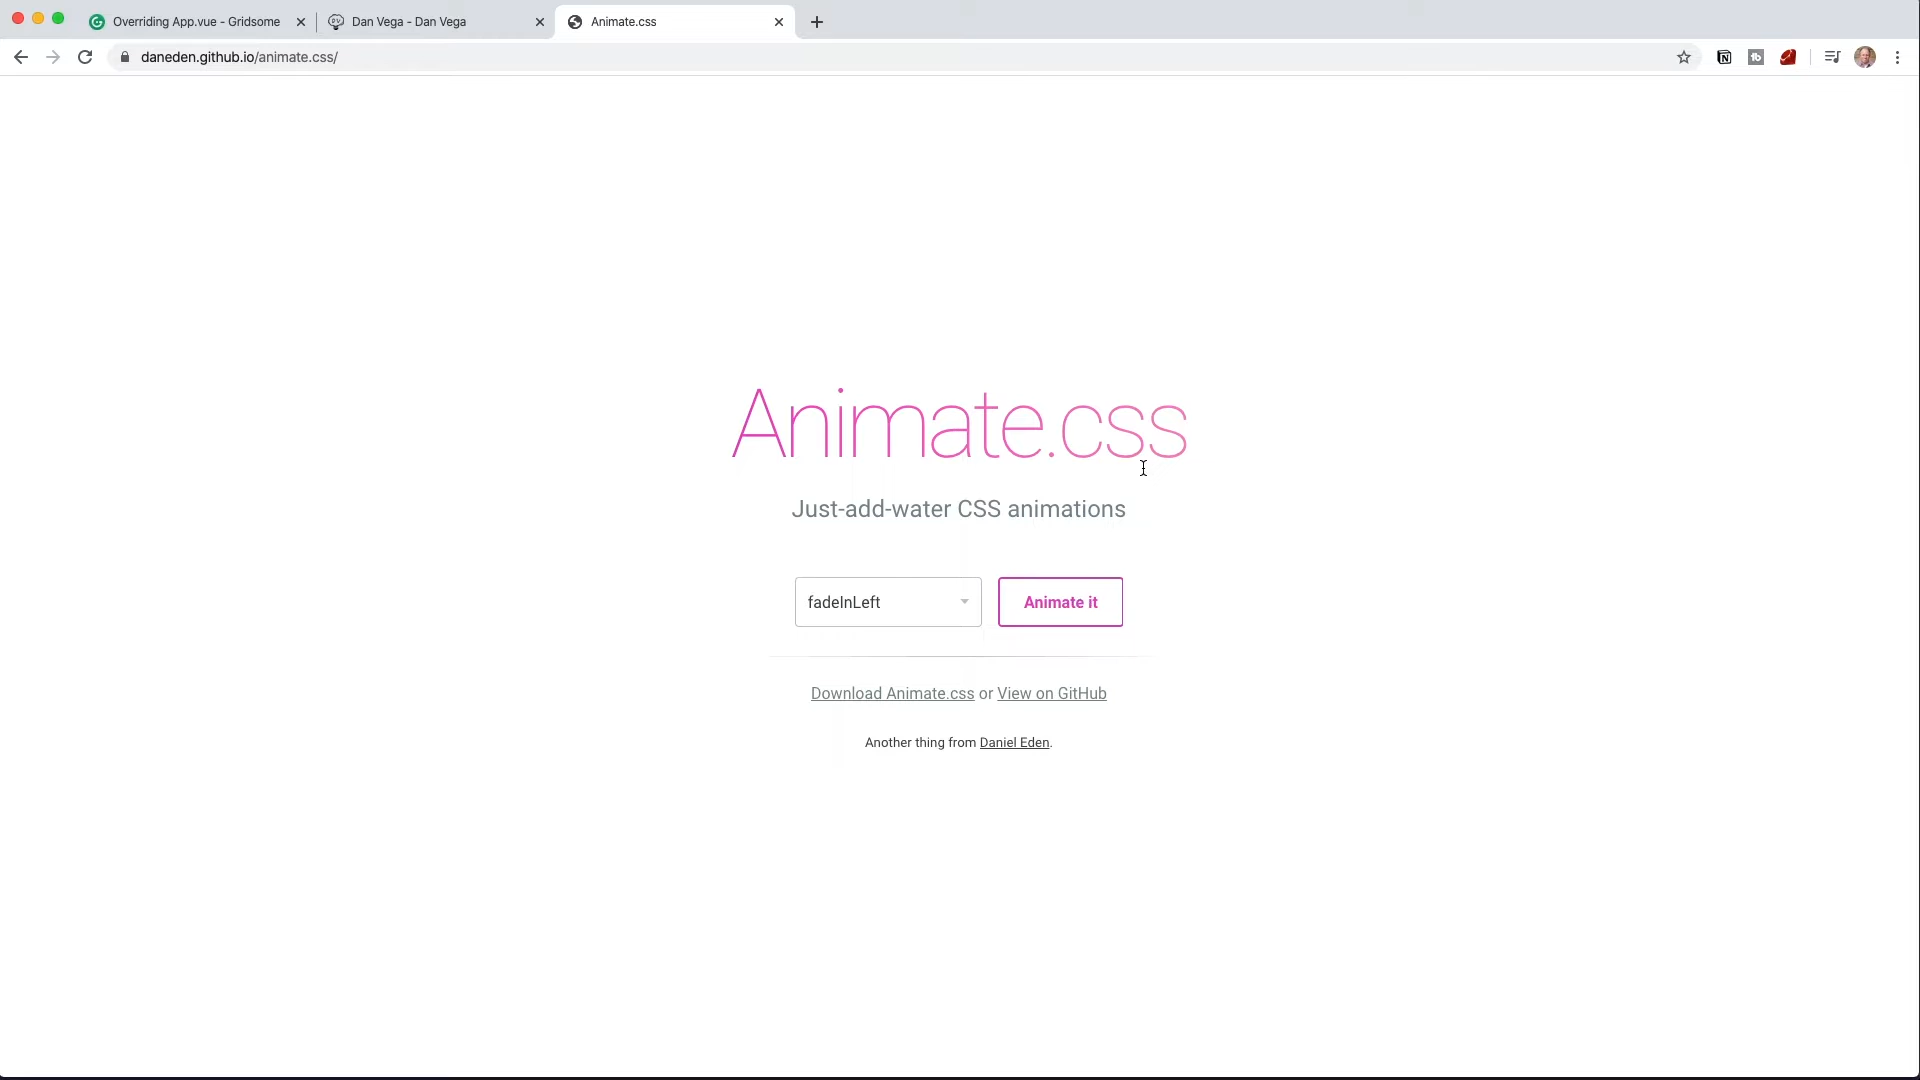 Overriding App.vue - Gridsome
Dan Vega - Dan Vega
Animate.css
daneden.github.io/animate.css/
Animate.css
Just-add-water CSS animations
fadeInLeft
Animate it
Download Animate.css or View on GitHub
Another thing from Daniel Eden.